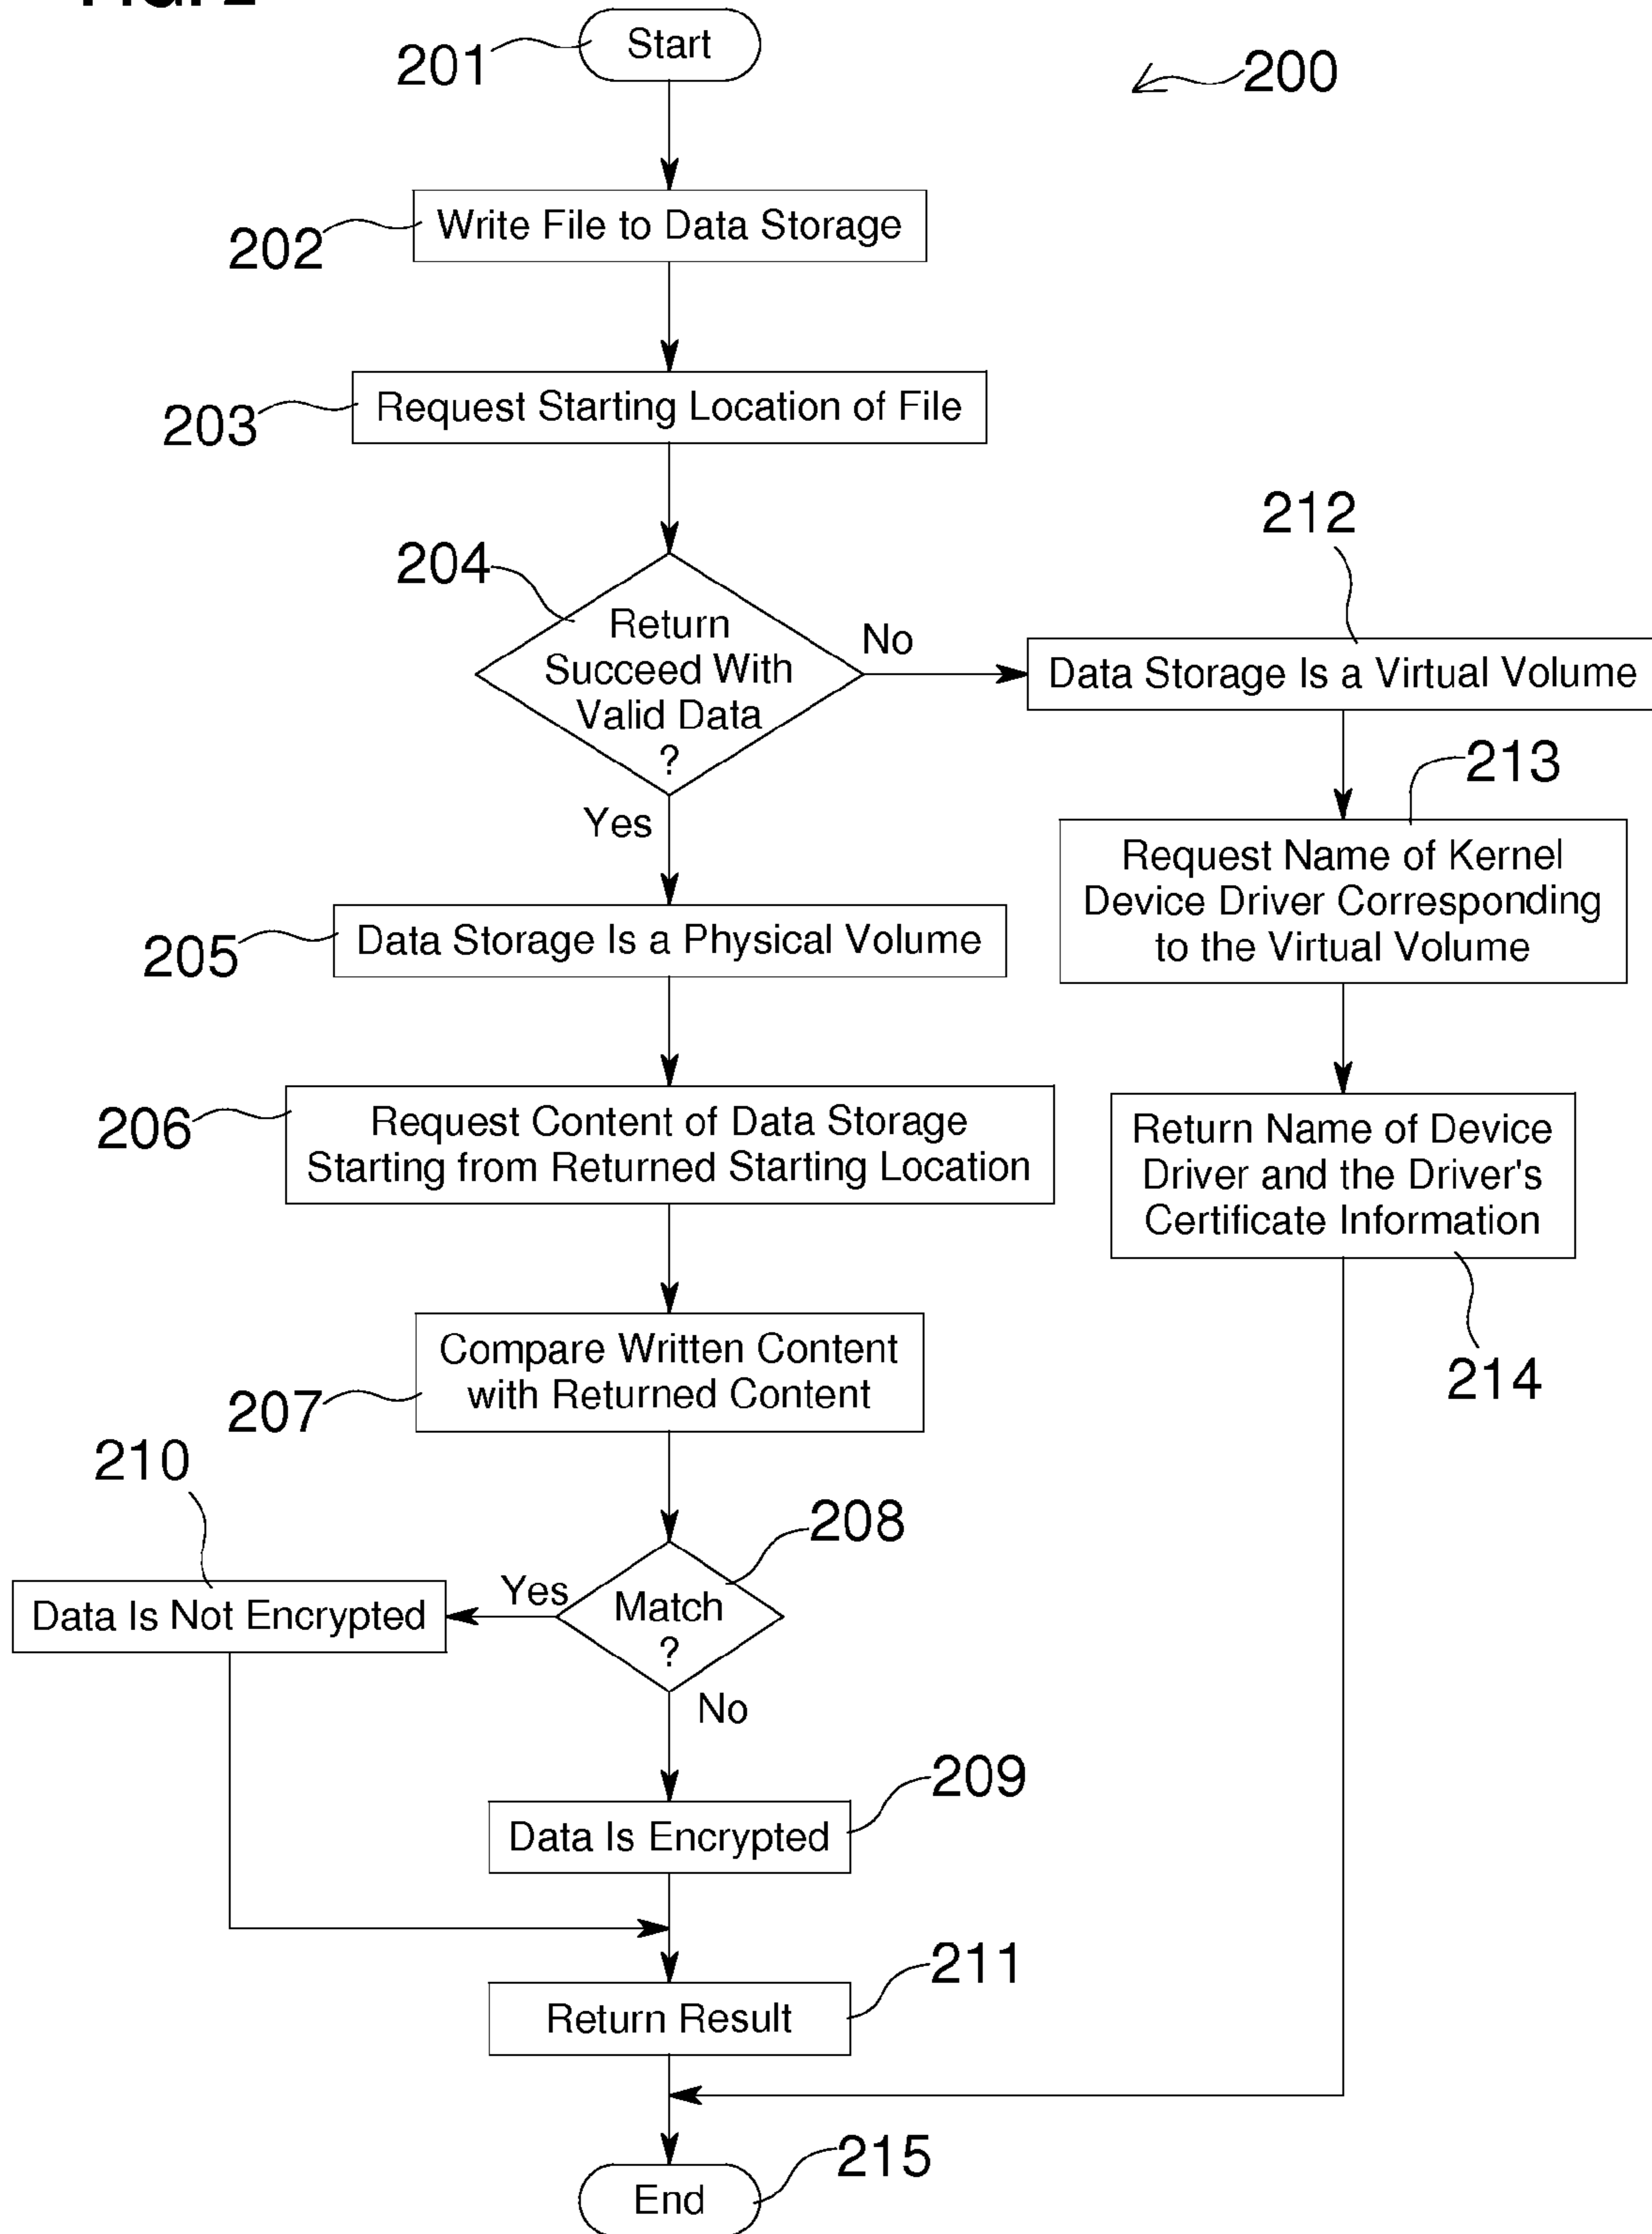 Start
201
200
Write File to Data Storage
202
Request Starting Location of File
203
212
204
Return
Succeed With
Valid Data
?
No
Data Storage Is a Virtual Volume
213
Yes
Request Name of Kernel
Device Driver Corresponding
to the Virtual Volume
205
Data Storage Is a Physical Volume
206
Request Content of Data Storage
Starting from Returned Starting Location
Return Name of Device
Driver and the Driver's
Certificate Information
214
Compare Written Content
with Returned Content
207
210
208
Yes
Match
?
Data Is Not Encrypted
No
209
Data Is Encrypted
211
Return Result
215
End